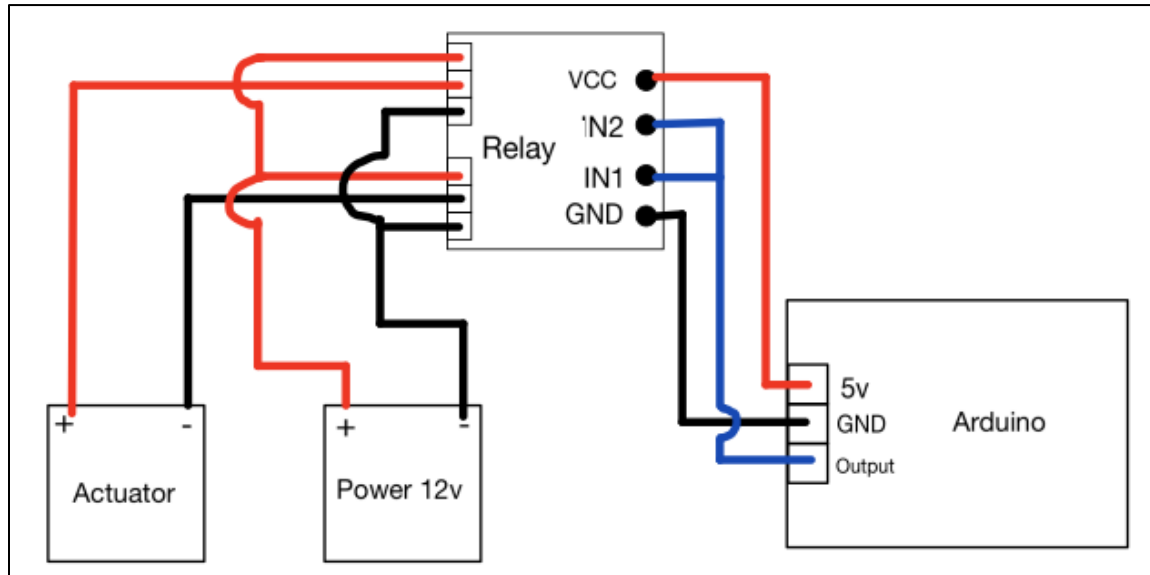 VCC
IN2
Relay
IN1
GND
+
-
+
-
5v
GND
Arduino
Output
Actuator
Power 12v